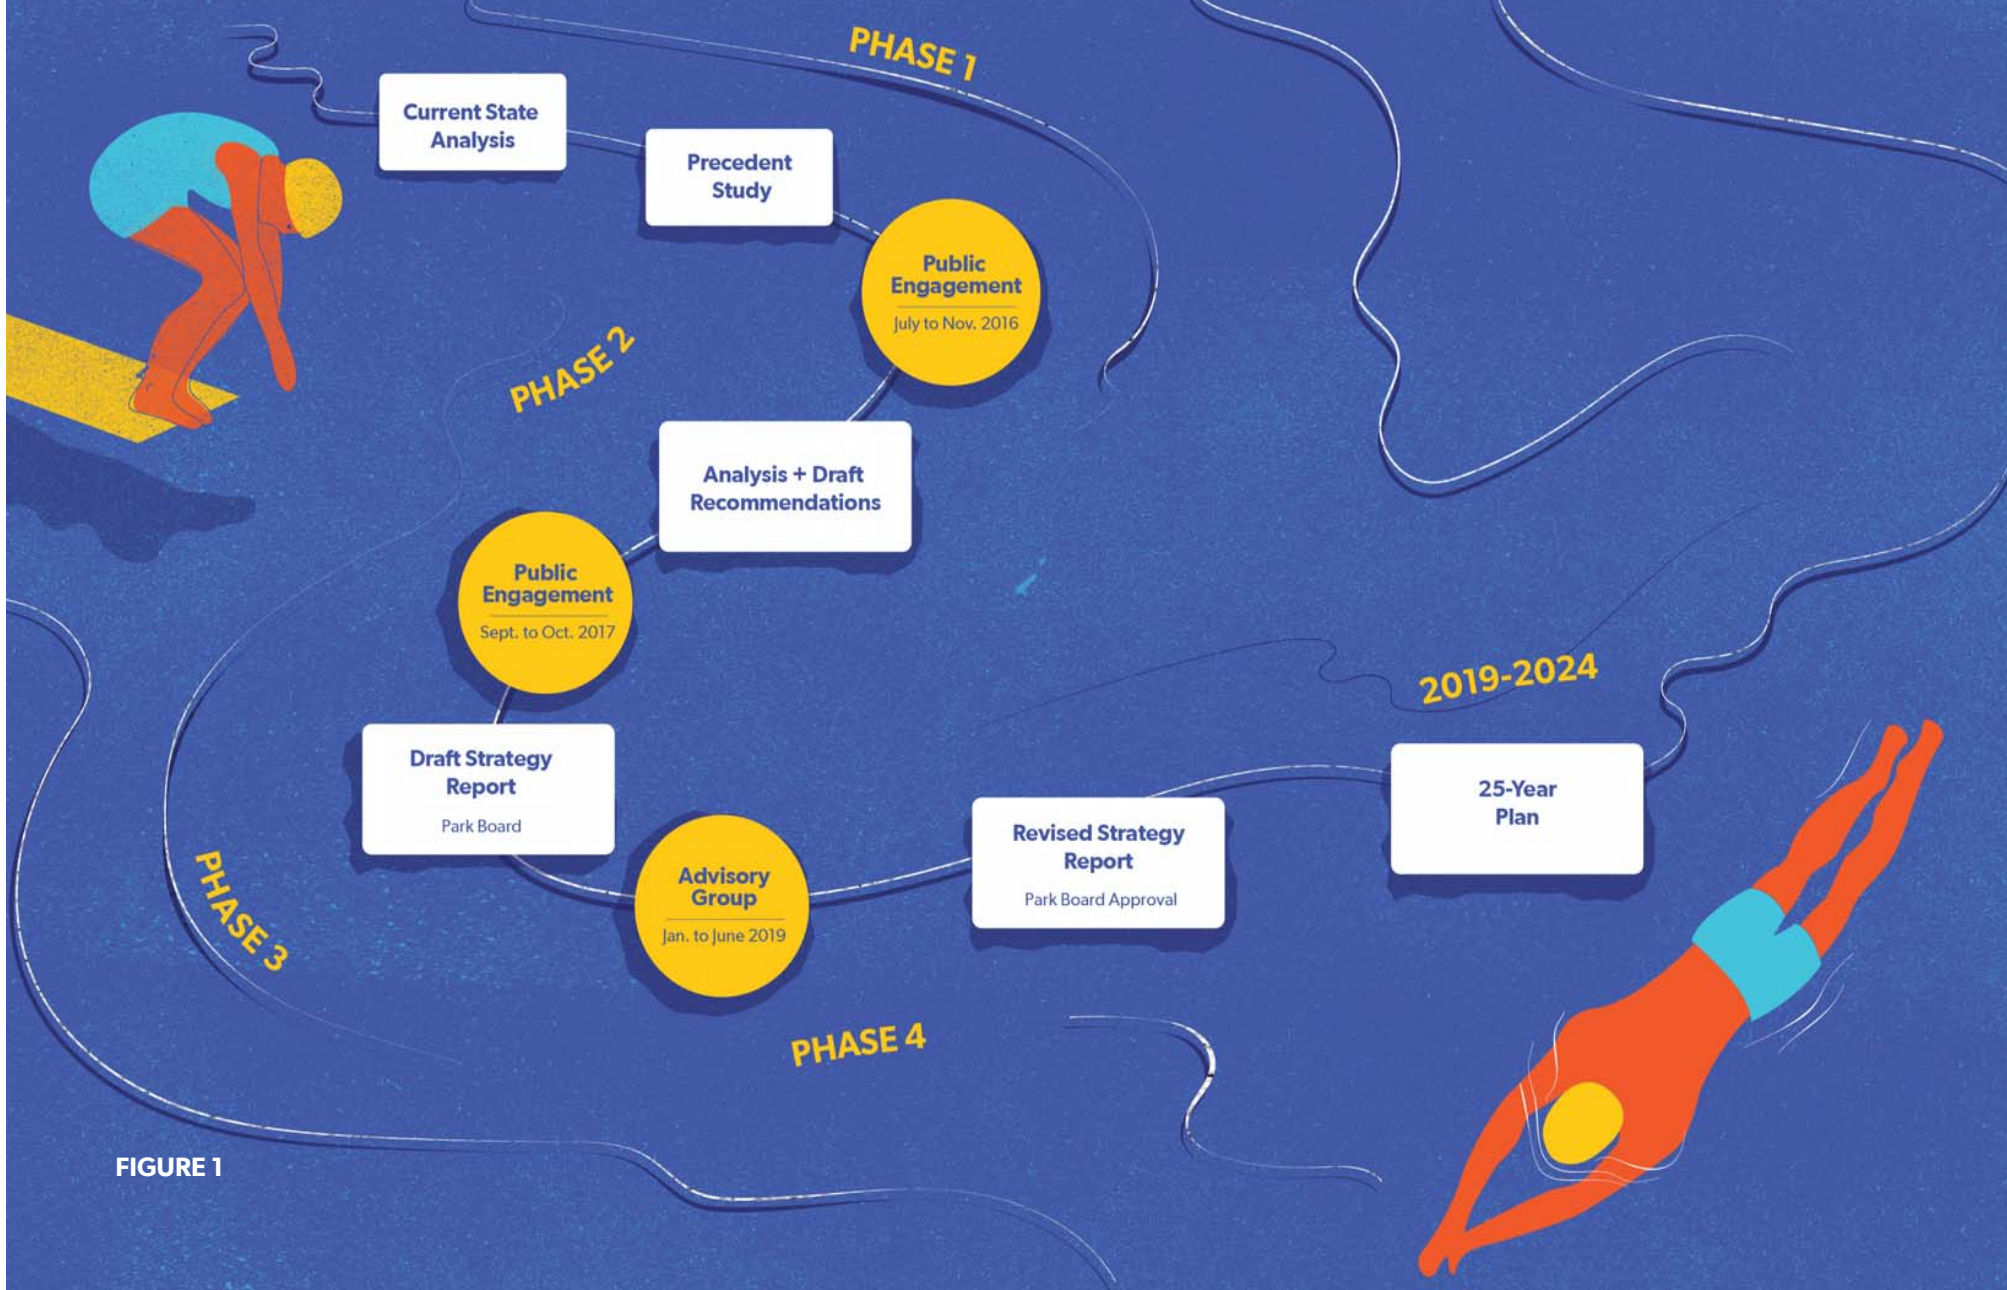 PHASE 1
Current State
Analysis
Precedent
Study
Public
Engagement
July to Nov. 2016
PHASE 2
Analysis + Draft
Recommendations
Public
Engagement
Sept. to Oct. 2017
PHASE 3
Draft Strategy
Report
Park Board
Advisory
Group
Jan. to June 2019
PHASE 4
Revised Strategy
Report
Park Board Approval
2019-2024
25-Year
Plan
FIGURE 1